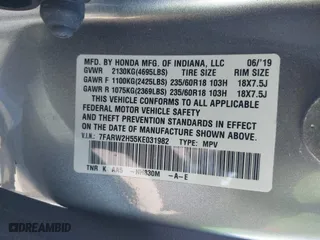 MFD. BY HONDA MFG. OF INDIANA, LLC 06/'19
GVWR 2130KG(4695LBS) TIRE SIZE RIM SIZE
GAWR F 1100KG(2425LBS) 235/60R18 103H 18X7.5J
GAWR R 1075KG(2369LBS) 235/60R18 103H 18X7.5J
THIS VEHICLE CONFORMS TO ALL APPLICABLE
FEDERAL MOTOR VEHICLE SAFETY
AND THEFT PREVENTION STANDARDS
IN EFFECT ON THE DATE OF
MANUFACTURE SHOWN ABOVE.
V.I.N.: 7FARW2H55KE031982 TYPE: MPV
TNR K -A-E